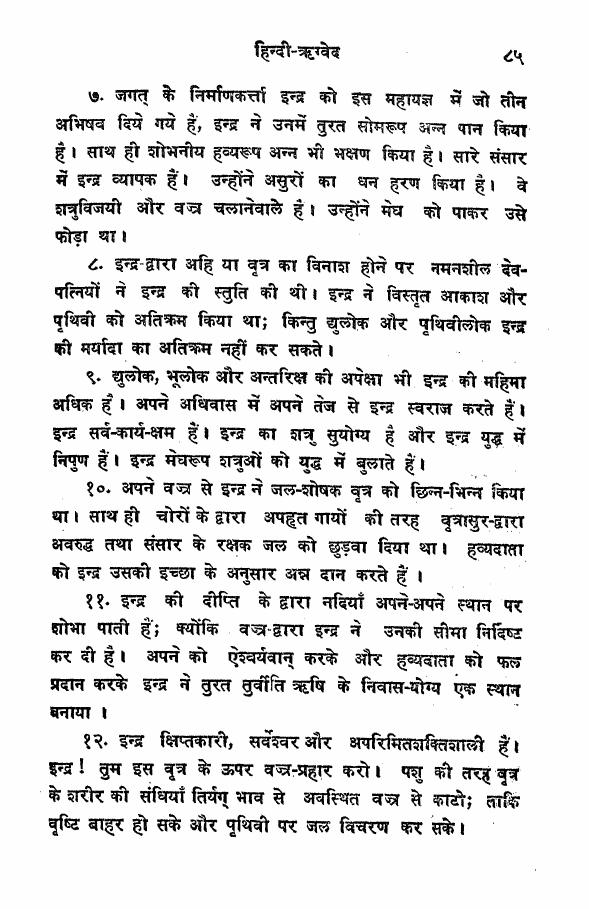 हिन्दी-ऋग्वेद ८५
७. जगत् के निर्माणकर्त्ता इन्द्र को इस महायज्ञ में जो तीन
अभिषव दिये गये हैं, इन्द्र ने उनमें तुरत सोमरूप अन्न पान किया
है। साथ ही शोभनीय हव्यरूप अन्न भी भक्षण किया है। सारे संसार
में इन्द्र व्यापक हैं। उन्होंने असुरों का धन हरण किया है। वे
शत्रुविजयी और वज्र चलानेवाले हैं। उन्होंने मेघ को पाकर उसे
फोड़ा था।
८. इन्द्र-द्वारा अहि या वृत्र का विनाश होने पर नमनशील देव-
पत्नियों ने इन्द्र की स्तुति की थी। इन्द्र ने विस्तृत आकाश और
पृथिवी को अतिक्रम किया था; किन्तु द्युलोक और पृथिवीलोक इन्द्र
की मर्यादा का अतिक्रम नहीं कर सकते।
९. द्युलोक, भूलोक और अन्तरिक्ष की अपेक्षा भी इन्द्र की महिमा
अधिक है। अपने अधिवास में अपने तेज से इन्द्र स्वराज करते हैं।
इन्द्र सर्व-कार्य-क्षम हैं। इन्द्र का शत्रु सुयोग्य है और इन्द्र युद्ध में
निपुण हैं। इन्द्र मेघरूप शत्रुओं को युद्ध में बुलाते हैं।
१०. अपने वज्र से इन्द्र ने जल-शोषक वृत्र को छिन्न-भिन्न किया
था। साथ ही चोरों के द्वारा अपहृत गायों की तरह वृत्रासुर-द्वारा
अवरुद्ध तथा संसार के रक्षक जल को छुड़वा दिया था। हव्यदाता
को इन्द्र उसकी इच्छा के अनुसार अन्न दान करते हैं ।
११. इन्द्र की दीप्ति के द्वारा नदियाँ अपने-अपने स्थान पर
शोभा पाती हैं; क्योंकि वज्र-द्वारा इन्द्र ने उनकी सीमा निर्दिष्ट
कर दी है। अपने को ऐश्वर्यवान् करके और हव्यदाता को फल
प्रदान करके इन्द्र ने तुरत तुर्वीति ऋषि के निवास-योग्य एक स्थान
बनाया ।
१२. इन्द्र क्षिप्तकारी, सर्वेश्वर और अपरिमितशक्तिशाली हैं।
इन्द्र! तुम इस वृत्र के ऊपर वज्र-प्रहार करो। पशु की तरह वृत्र
के शरीर की संधियाँ तिर्यग् भाव से अवस्थित वज्र से काटो; ताकि
वृष्टि बाहर हो सके और पृथिवी पर जल विचरण कर सके।